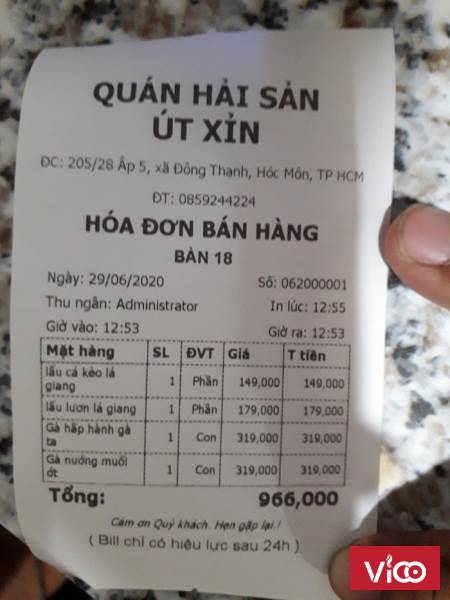 QUÁN HẢI SẢN
ÚT XỈN
ĐC: 205/28 Ấp 5, xã Đông Thạnh, Hóc Môn, TP HCM
ĐT: 0859244224
HÓA ĐƠN BÁN HÀNG
BÀN 18
Ngày: 29/06/2020 Số: 062000001
Thu ngân: Administrator In lúc: 12:55
Giờ vào: 12:53 Giờ ra: 12:53
Mặt hàng SL ĐVT Giá T tiền
lẩu cá kèo lá
giang 1 Phần 149,000 149,000
lẩu lươn lá giang 1 Phần 179,000 179,000
Gà hấp hành gà
ta 1 Con 319,000 319,000
Gà nướng muối
ớt 1 Con 319,000 319,000
Tổng: 966,000
Cám ơn Quý khách. Hẹn gặp lại.!
( Bill chỉ có hiệu lực sau 24h )
ViCO